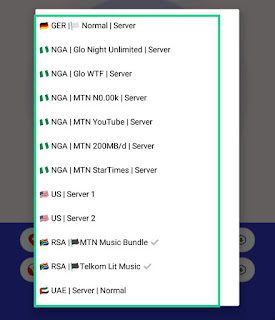 🇩🇪 GER |🏳️ Normal | Server
🇳🇬 NGA | Glo Night Unlimited | Server
🇳🇬 NGA | Glo WTF | Server
🇳🇬 NGA | MTN N0.00k | Server
🇳🇬 NGA | MTN YouTube | Server
🇳🇬 NGA | MTN 200MB/d | Server
🇳🇬 NGA | MTN StarTimes | Server
🇺🇸 US | Server 1
🇺🇸 US | Server 2
🇿🇦 RSA |🏴MTN Music Bundle ✓
🇿🇦 RSA |🏴Telkom Lit Music ✓
🇦🇪 UAE | Server | Normal